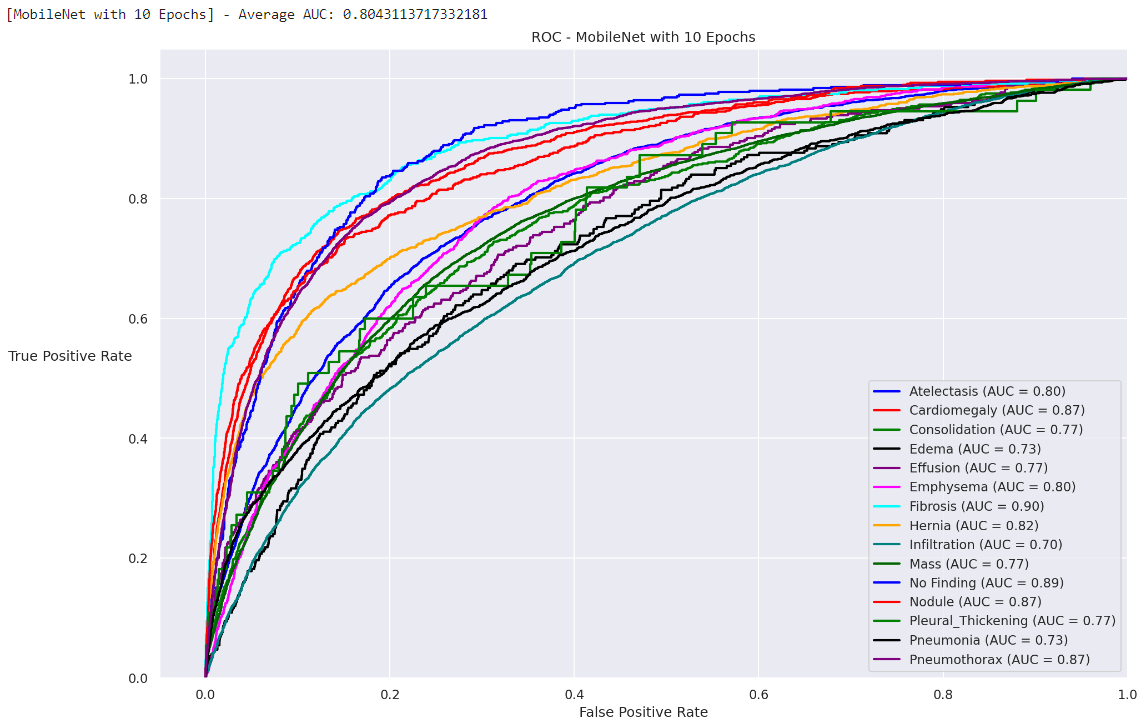 [MobileNet with 10 Epochs] - Average AUC: 0.8043113717332181
ROC - MobileNet with 10 Epochs
1.0
0.8
0.6
0.4
0.2
0.0
True Positive Rate
Atelectasis (AUC = 0.80)
Cardiomegaly (AUC = 0.87)
Consolidation (AUC = 0.77)
Edema (AUC = 0.73)
Effusion (AUC = 0.77)
Emphysema (AUC = 0.80)
Fibrosis (AUC = 0.90)
Hernia (AUC = 0.82)
Infiltration (AUC = 0.70)
Mass (AUC = 0.77)
No Finding (AUC = 0.89)
Nodule (AUC = 0.87)
Pleural_Thickening (AUC = 0.77)
Pneumonia (AUC = 0.73)
Pneumothorax (AUC = 0.87)
0.0 0.2 0.4 0.6 0.8 1.0
False Positive Rate